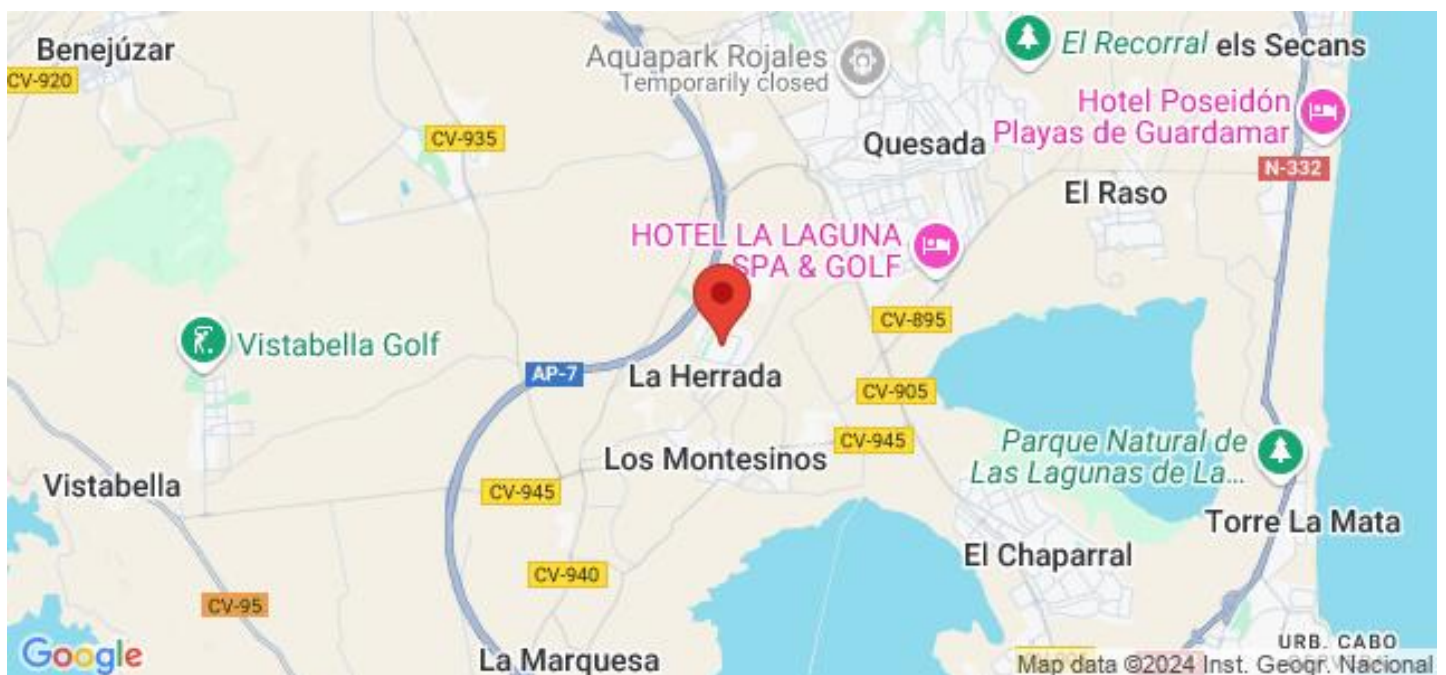 Benejúzar
CV-920
Aquapark Rojales
Temporarily closed
El Recorral
els Secans
CV-935
Hotel Poseidón
Playas de Guardamar
Quesada
N-332
El Raso
HOTEL LA LAGUNA
SPA & GOLF
CV-895
Vistabella Golf
AP-7
La Herrada
CV-905
CV-945
Parque Natural de
Las Lagunas de La...
Los Montesinos
Vistabella
CV-945
Torre La Mata
El Chaparral
CV-940
CV-95
Google
La Marquesa
URB. CABO
Map data ©2024 Inst. Geogr. Nacional